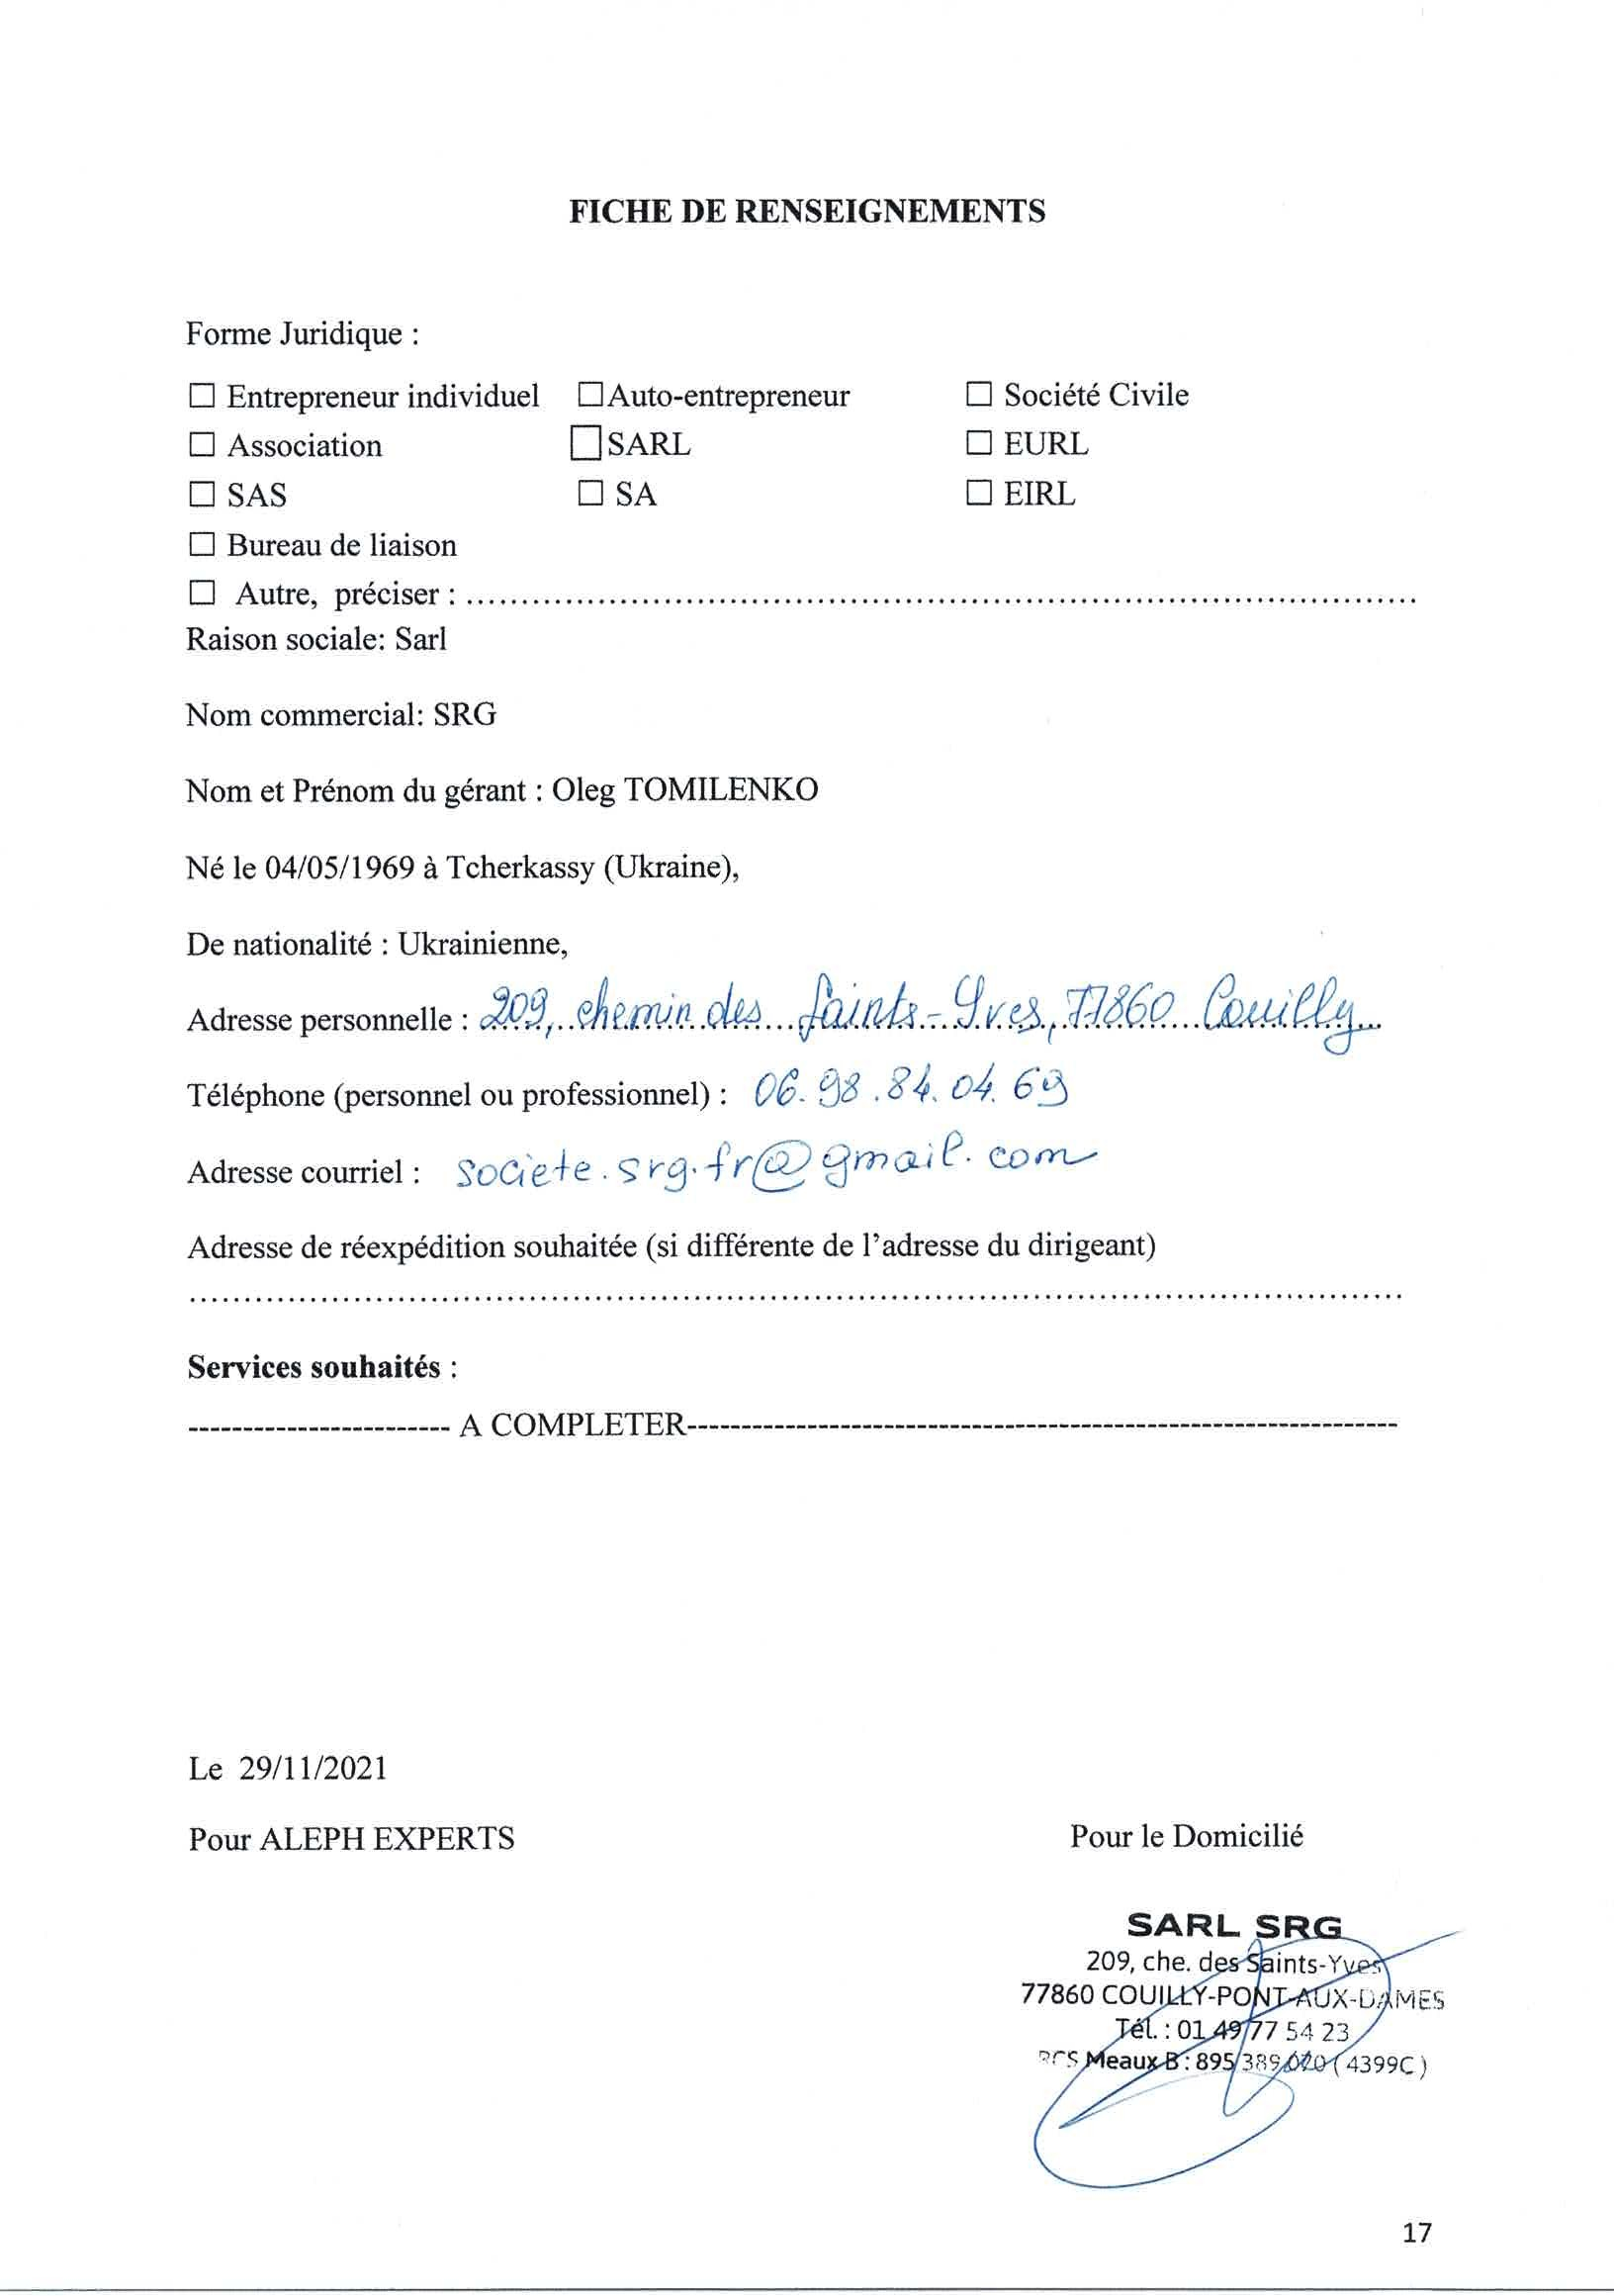 FICHE DE RENSEIGNEMENTS
Forme Juridique :
☐ Entrepreneur individuel ☐Auto-entrepreneur ☐ Société Civile
☐ Association ☐SARL ☐ EURL
☐ SAS ☐ SA ☐ EIRL
☐ Bureau de liaison
☐ Autre, préciser : ..........................................................................................................
Raison sociale: Sarl
Nom commercial: SRG
Nom et Prénom du gérant : Oleg TOMILENKO
Né le 04/05/1969 à Tcherkassy (Ukraine),
De nationalité : Ukrainienne,
Adresse personnelle : 209, chemin des Saints-Yves, 77860 Couilly
Téléphone (personnel ou professionnel) : 06.98.84.04.69
Adresse courriel : societe.srg.fr@gmail.com
Adresse de réexpédition souhaitée (si différente de l'adresse du dirigeant)
.......................................................................................................................................
Services souhaités :
------------------------ A COMPLETER-----------------------------------------------------------------
Le 29/11/2021
Pour ALEPH EXPERTS Pour le Domicilié
SARL SRG
209, che. des Saints-Yves
77860 COUILLY-PONT-AUX-DAMES
Tél. : 01 49 77 54 23
RCS Meaux B : 895 389 (4399C)
17